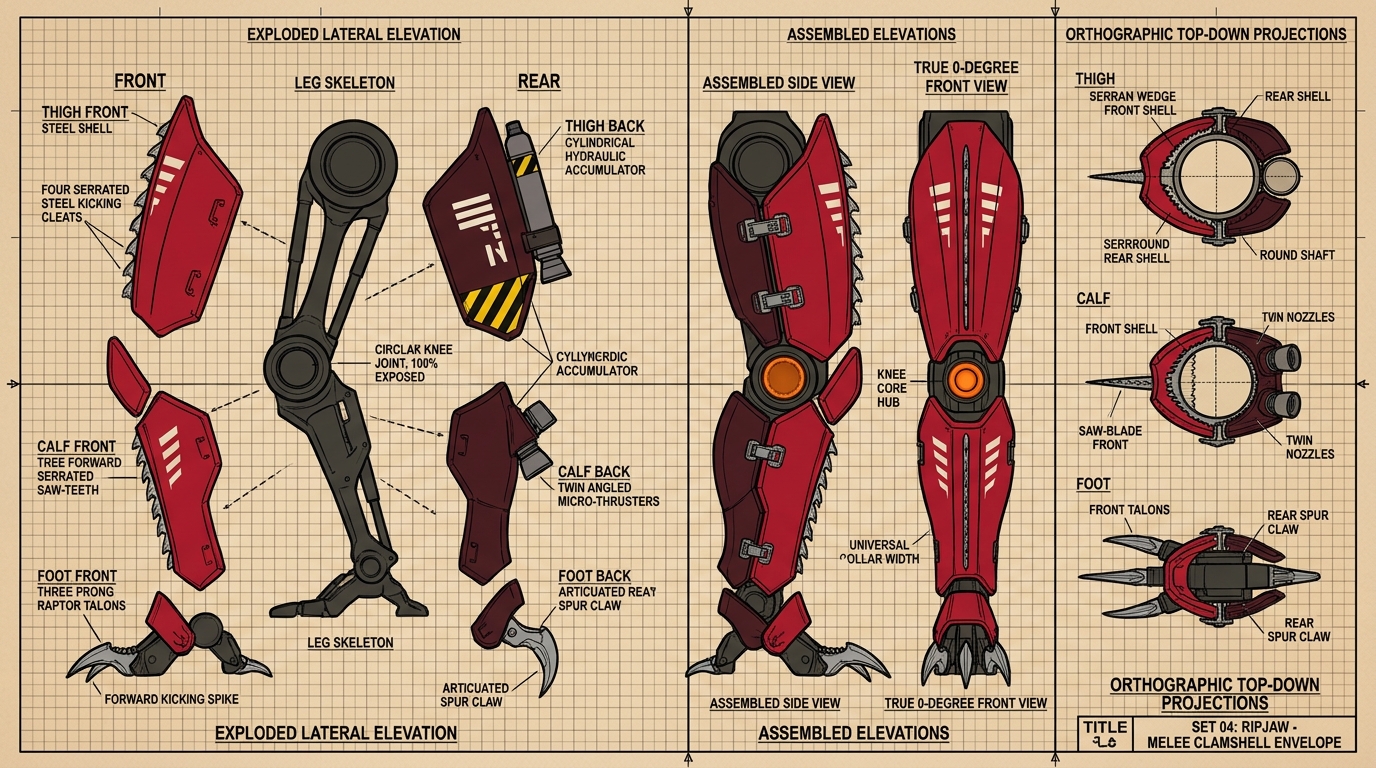 EXPLODED LATERAL ELEVATION
FRONT
LEG SKELETON
REAR
THIGH FRONT
STEEL SHELL
FOUR SERRATED
STEEL KICKING
CLEATS
THIGH BACK
CYLINDRICAL
HYDRAULIC
ACCUMULATOR
CIRCLAR KNEE
JOINT, 100%
EXPOSED
CYLLYNCRDIC
ACCUMULATOR
CALF FRONT
TREE FORWARD
SERRATED
SAW-TEETH
CALF BACK
TWIN ANGLED
MICRO-THRUSTERS
FOOT FRONT
THREE PRONG
RAPTOR TALONS
FOOT BACK
ARTICUATED REAY
SPUR CLAW
LEG SKELETON
FORWARD KICKING SPIKE
ARTICUATED
SPUR CLAW
EXPLODED LATERAL ELEVATION
ASSEMBLED ELEVATIONS
ASSEMBLED SIDE VIEW
TRUE 0-DEGREE
FRONT VIEW
KNEE
CORE
HUB
UNIVERSAL
OLLAR WIDTH
ASSEMBLED SIDE VIEW
TRUE 0-DEGREE FRONT VIEW
ASSEMBLED ELEVATIONS
ORTHOGRAPHIC TOP-DOWN PROJECTIONS
THIGH
SERRAN WEDGE
FRONT SHELL
REAR SHELL
SERRROUND
REAR SHELL
ROUND SHAFT
CALF
FRONT SHELL
TVIN NOZZLES
SAW-BLADE
FRONT
TWIN
NOZZLES
FOOT
FRONT TALONS
REAR SPUR
CLAW
REAR
SPUR CLAW
ORTHOGRAPHIC TOP-DOWN
PROJECTIONS
TITLE
SET 04: RIPJAW -
MELEE CLAMSHELL ENVELOPE